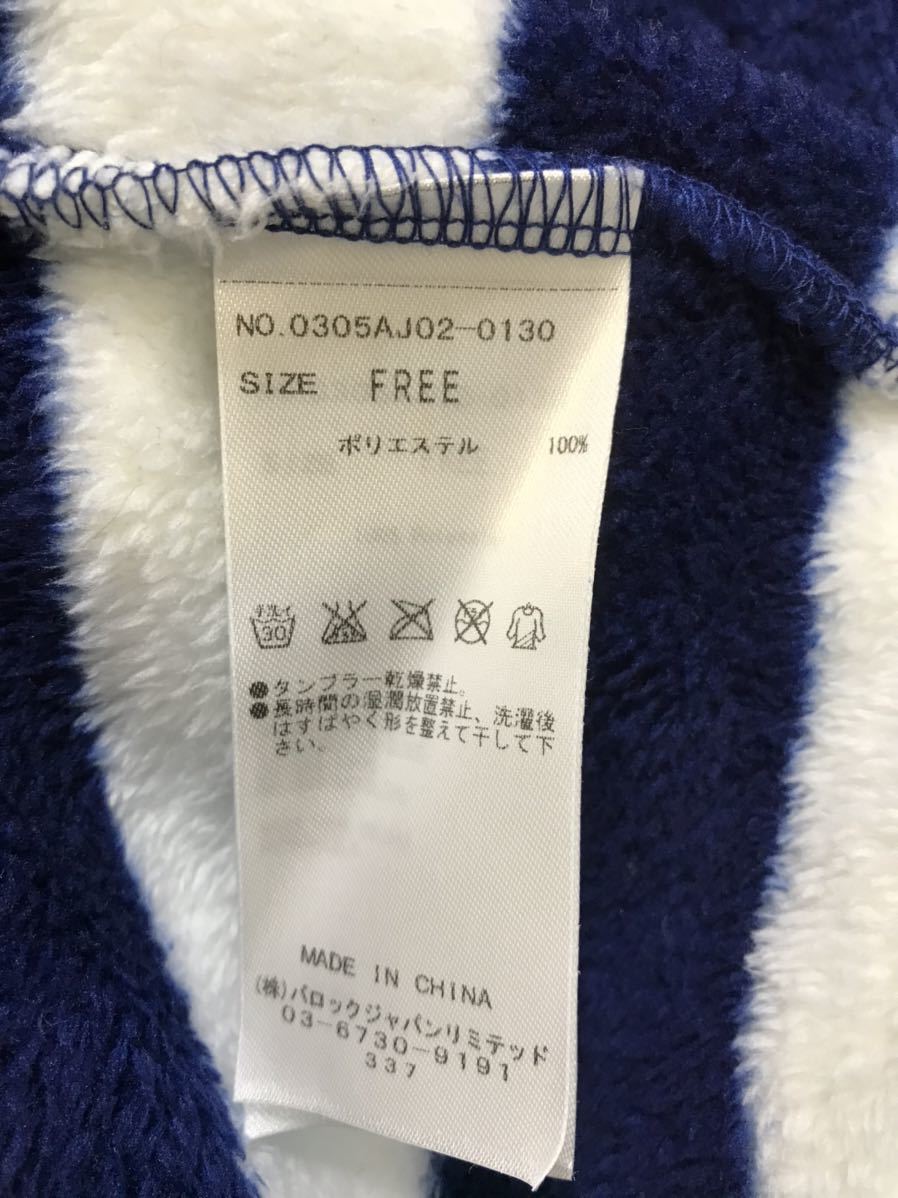 NO.0305AJ02-0130
SIZE FREE
ポリエステル 100%
手洗イ
30
●タンブラー乾燥禁止。
●長時間の湿潤放置禁止、洗濯後
はすばやく形を整えて干して下
さい。
MADE IN CHINA
(株)バロックジャパンリミテッド
03-6730-9191
337